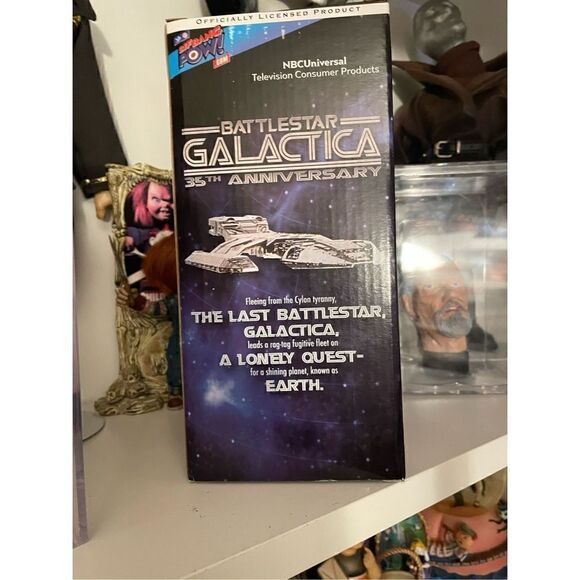 OFFICIALLY LICENSED PRODUCT
BIF BANG
POW!
.COM
NBCUniversal
Television Consumer Products
BATTLESTAR
GALACTICA
35TH ANNIVERSARY
Fleeing from the Cylon tyranny,
THE LAST BATTLESTAR,
GALACTICA,
leads a rag-tag fugitive fleet on
A LONELY QUEST-
for a shining planet, known as
EARTH.